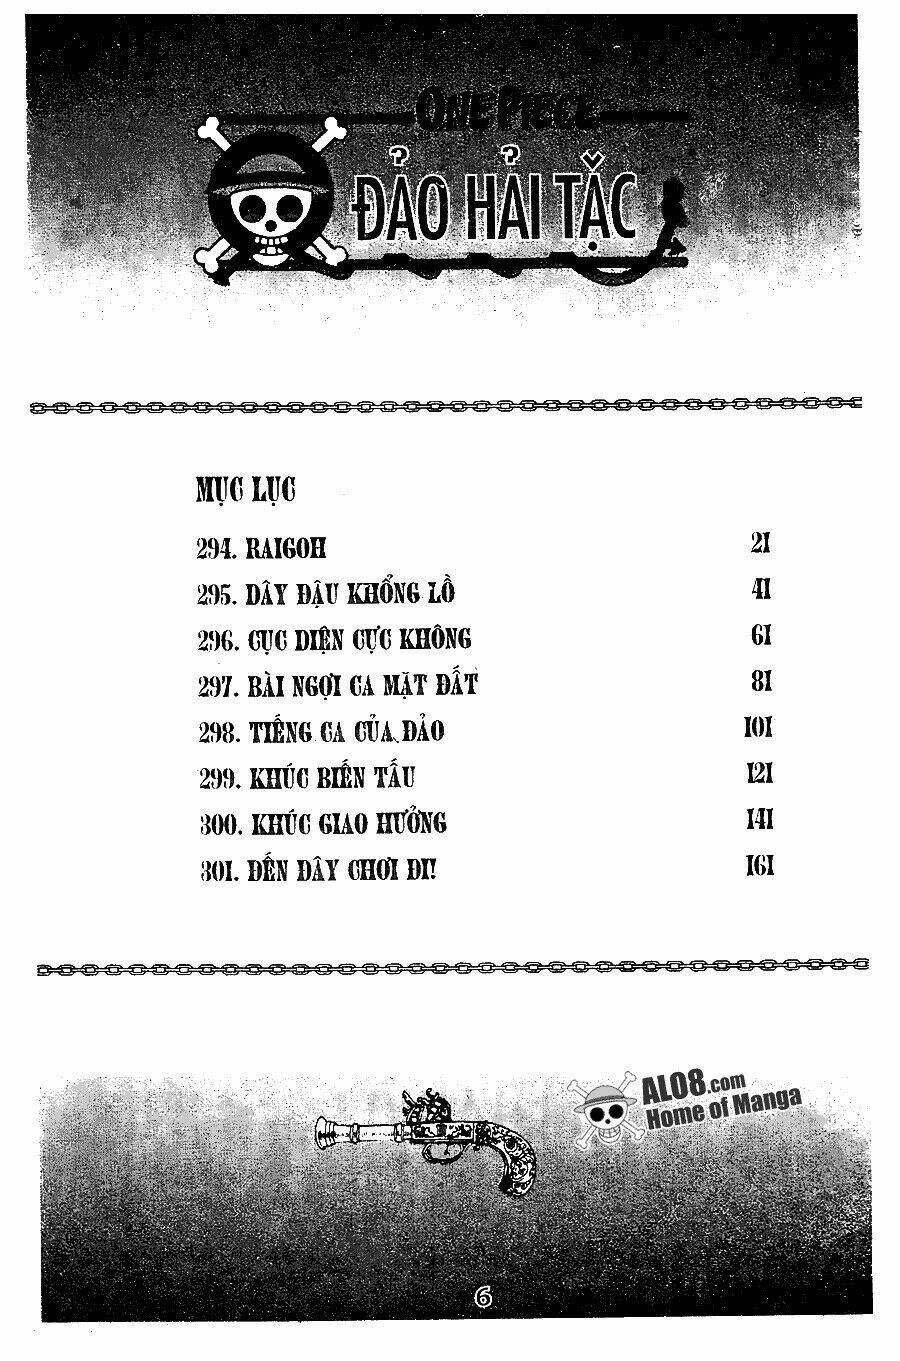 ONE PIECE
ĐẢO HẢI TẶC
MỤC LỤC
294. RAIGOH 21
295. DÂY ĐẬU KHỔNG LỒ 41
296. CỤC DIỆN CỰC KHÔNG 61
297. BÀI NGỢI CA MẶT ĐẤT 81
298. TIẾNG CA CỦA ĐẢO 101
299. KHÚC BIẾN TẤU 121
300. KHÚC GIAO HƯỞNG 141
301. ĐẾN ĐÂY CHƠI ĐI! 161
ALO8.com
Home of Manga
6